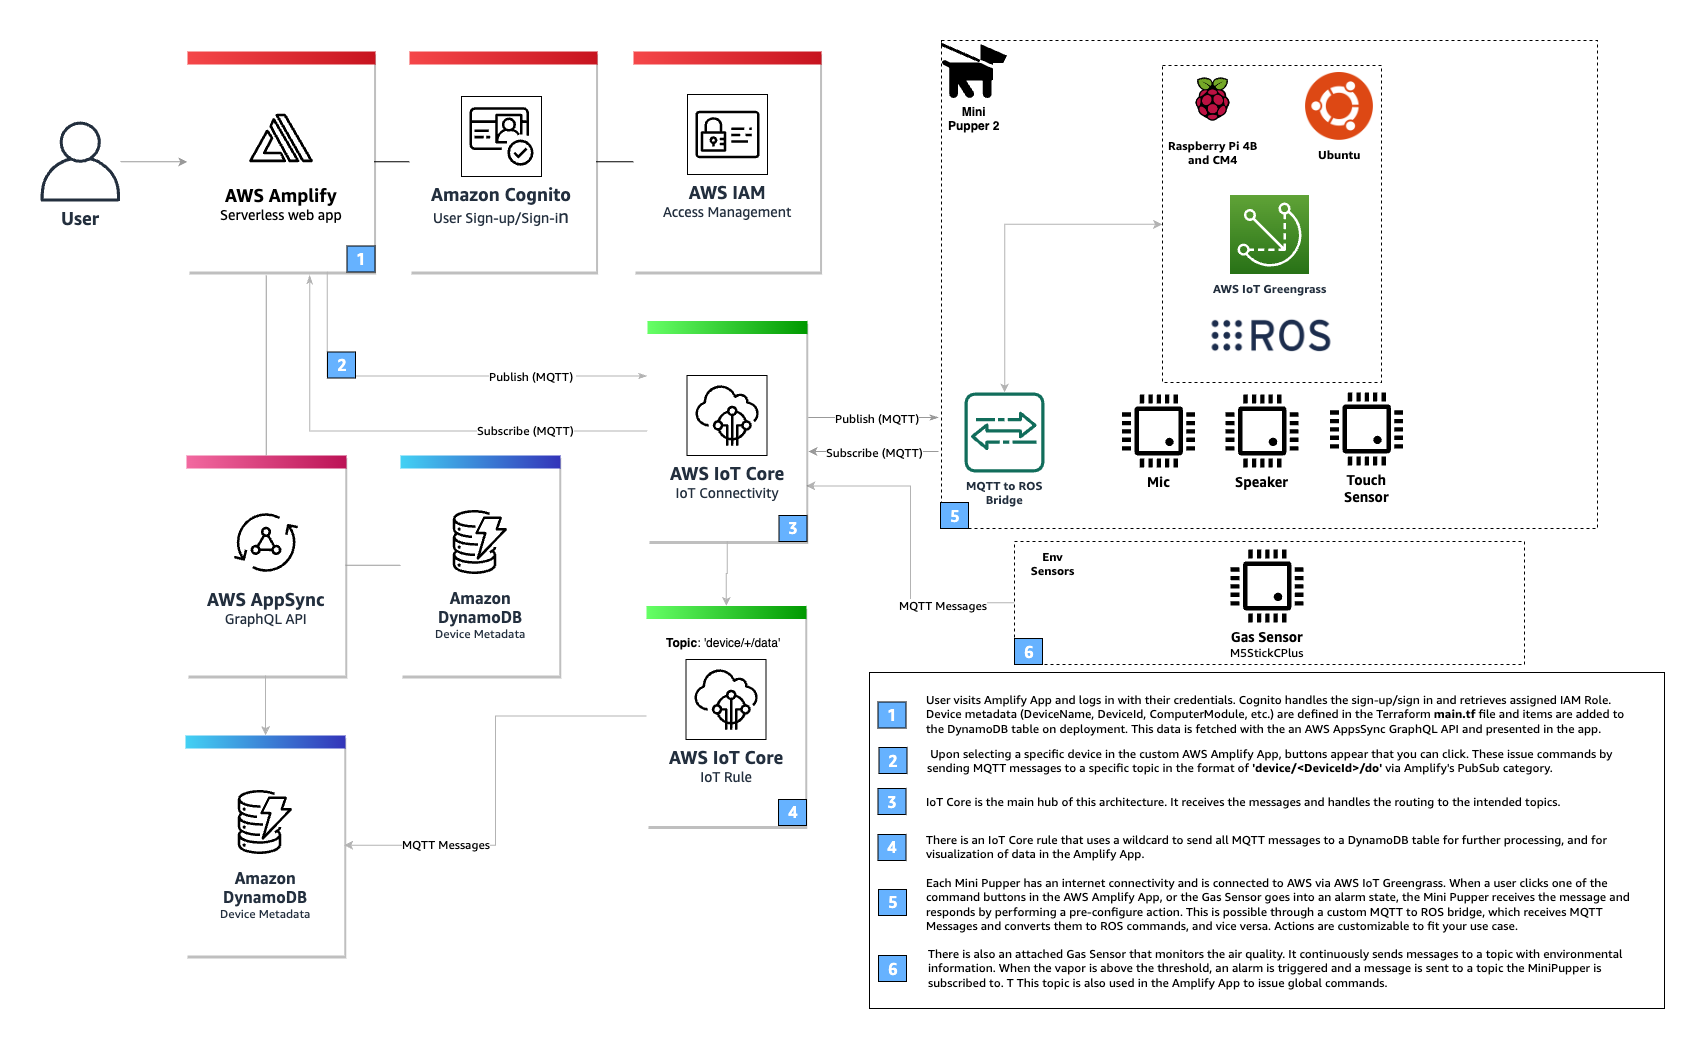 User
AWS Amplify
Serverless web app
1
Amazon Cognito
User Sign-up/Sign-in
AWS IAM
Access Management
Mini
Pupper 2
Raspberry Pi 4B
and CM4
Ubuntu
AWS IoT Greengrass
ROS
2
Publish (MQTT)
Subscribe (MQTT)
AWS IoT Core
IoT Connectivity
3
Publish (MQTT)
Subscribe (MQTT)
MQTT to ROS
Bridge
5
Mic
Speaker
Touch
Sensor
AWS AppSync
GraphQL API
Amazon
DynamoDB
Device Metadata
Env
Sensors
MQTT Messages
Gas Sensor
M5StickCPlus
6
Topic: 'device/+/data'
AWS IoT Core
IoT Rule
4
MQTT Messages
Amazon
DynamoDB
Device Metadata
1
User visits Amplify App and logs in with their credentials. Cognito handles the sign-up/sign in and retrieves assigned IAM Role.
Device metadata (DeviceName, DeviceId, ComputerModule, etc.) are defined in the Terraform main.tf file and items are added to
the DynamoDB table on deployment. This data is fetched with the an AWS AppsSync GraphQL API and presented in the app.
2
Upon selecting a specific device in the custom AWS Amplify App, buttons appear that you can click. These issue commands by
sending MQTT messages to a specific topic in the format of 'device/<DeviceId>/do' via Amplify's PubSub category.
3
IoT Core is the main hub of this architecture. It receives the messages and handles the routing to the intended topics.
4
There is an IoT Core rule that uses a wildcard to send all MQTT messages to a DynamoDB table for further processing, and for
visualization of data in the Amplify App.
5
Each Mini Pupper has an internet connectivity and is connected to AWS via AWS IoT Greengrass. When a user clicks one of the
command buttons in the AWS Amplify App, or the Gas Sensor goes into an alarm state, the Mini Pupper receives the message and
responds by performing a pre-configure action. This is possible through a custom MQTT to ROS bridge, which receives MQTT
Messages and converts them to ROS commands, and vice versa. Actions are customizable to fit your use case.
6
There is also an attached Gas Sensor that monitors the air quality. It continuously sends messages to a topic with environmental
information. When the vapor is above the threshold, an alarm is triggered and a message is sent to a topic the MiniPupper is
subscribed to. T This topic is also used in the Amplify App to issue global commands.